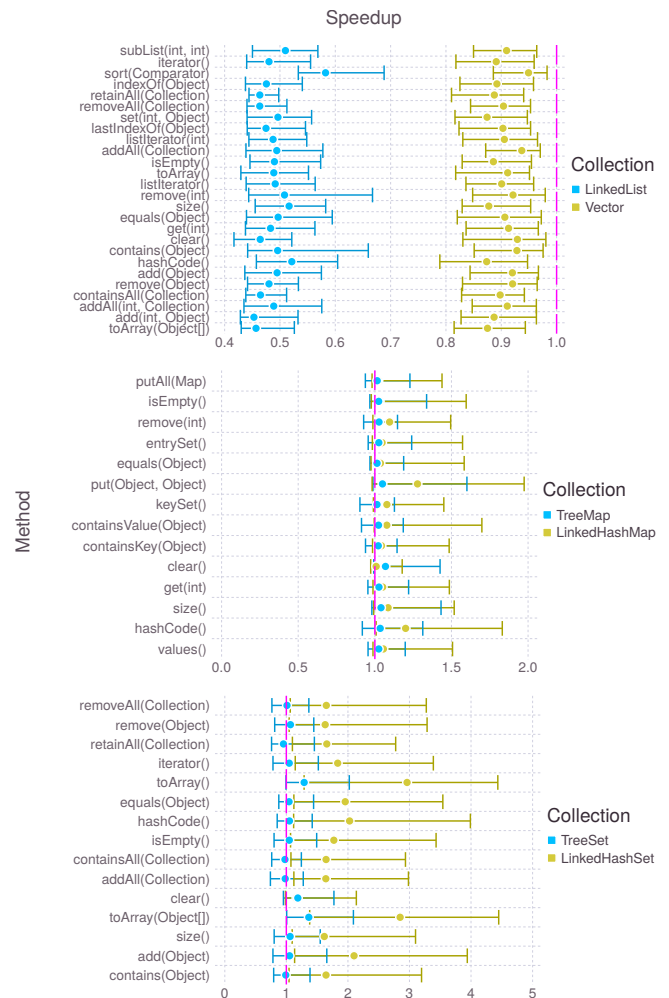 Speedup
subList(int, int)
iterator()
sort(Comparator)
indexOf(Object)
retainAll(Collection)
removeAll(Collection)
set(int, Object)
lastIndexOf(Object)
listIterator(int)
addAll(Collection)
isEmpty()
toArray()
listIterator()
remove(int)
size()
equals(Object)
get(int)
clear()
contains(Object)
hashCode()
add(Object)
remove(Object)
containsAll(Collection)
addAll(int, Collection)
add(int, Object)
toArray(Object[])
0.4 0.5 0.6 0.7 0.8 0.9 1.0
Collection
LinkedList
Vector
Method
putAll(Map)
isEmpty()
remove(int)
entrySet()
equals(Object)
put(Object, Object)
keySet()
containsValue(Object)
containsKey(Object)
clear()
get(int)
size()
hashCode()
values()
0.0 0.5 1.0 1.5 2.0
Collection
TreeMap
LinkedHashMap
removeAll(Collection)
remove(Object)
retainAll(Collection)
iterator()
toArray()
equals(Object)
hashCode()
isEmpty()
containsAll(Collection)
addAll(Collection)
clear()
toArray(Object[])
size()
add(Object)
contains(Object)
0 1 2 3 4 5
Collection
TreeSet
LinkedHashSet